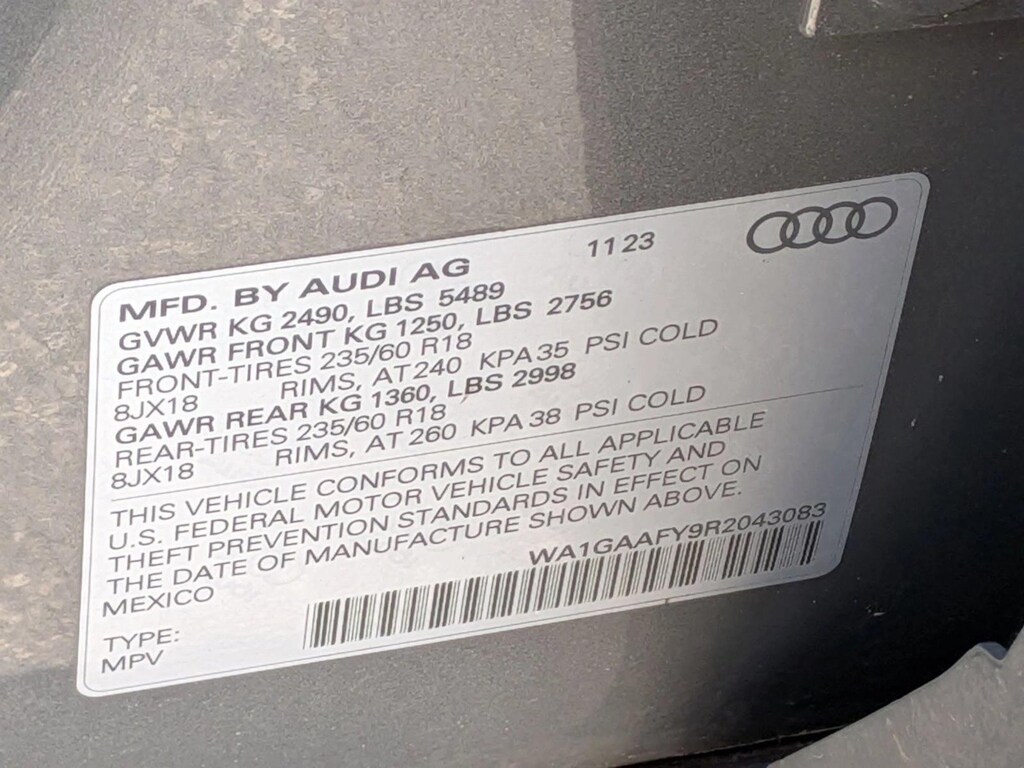 MFD. BY AUDI AG 11 23
GVWR KG 2490, LBS 5489
GAWR FRONT KG 1250, LBS 2756
FRONT-TIRES 235/60 R18
8JX18 RIMS, AT 240 KPA 35 PSI COLD
GAWR REAR KG 1360, LBS 2998
REAR-TIRES 235/60 R18
8JX18 RIMS, AT 260 KPA 38 PSI COLD
THIS VEHICLE CONFORMS TO ALL APPLICABLE
U.S. FEDERAL MOTOR VEHICLE SAFETY AND
THEFT PREVENTION STANDARDS IN EFFECT ON
THE DATE OF MANUFACTURE SHOWN ABOVE.
MEXICO WA1GAAFY9R2043083
TYPE:
MPV